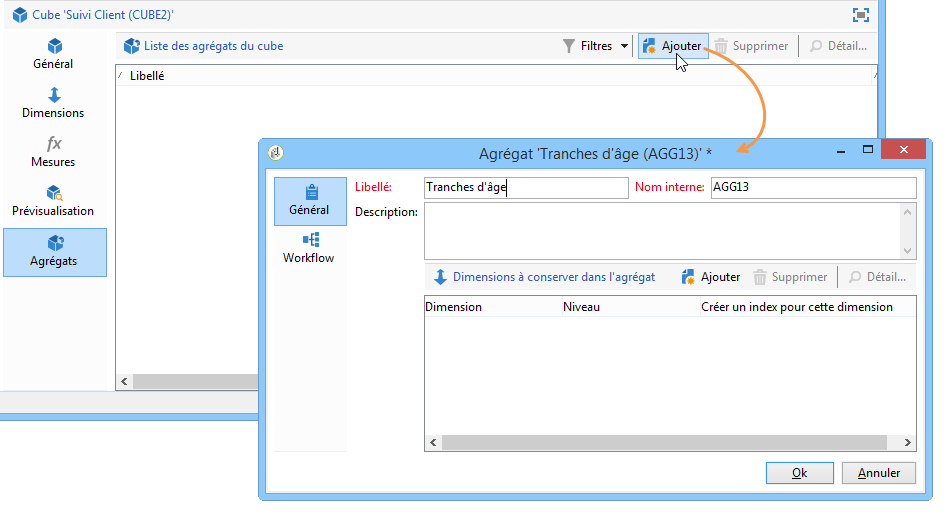 Cube 'Suivi Client (CUBE2)'
Général
Dimensions
fx
Mesures
Prévisualisation
Agrégats
Liste des agrégats du cube
Filtres
Ajouter
Supprimer
Détail...
Libellé
Agrégat 'Tranches d'âge (AGG13)' *
Général
Workflow
Libellé:
Tranches d'âge
Nom interne:
AGG13
Description:
Dimensions à conserver dans l'agrégat
Ajouter
Supprimer
Détail...
Dimension
Niveau
Créer un index pour cette dimension
Ok
Annuler